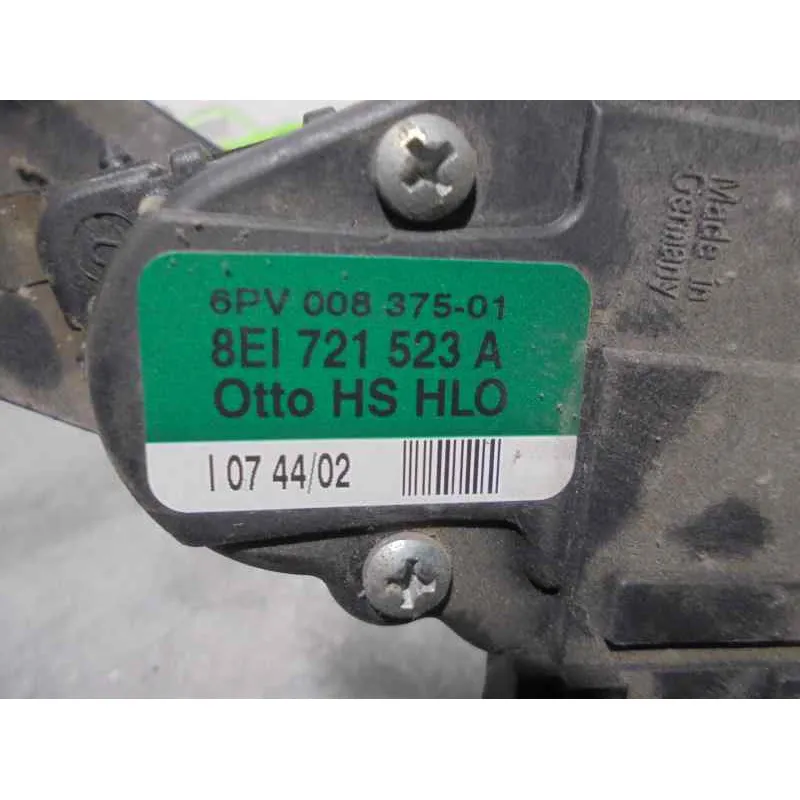 Made in
Germany
6PV 008 375-01
8EI 721 523 A
Otto HS HLO
I 07 44/02